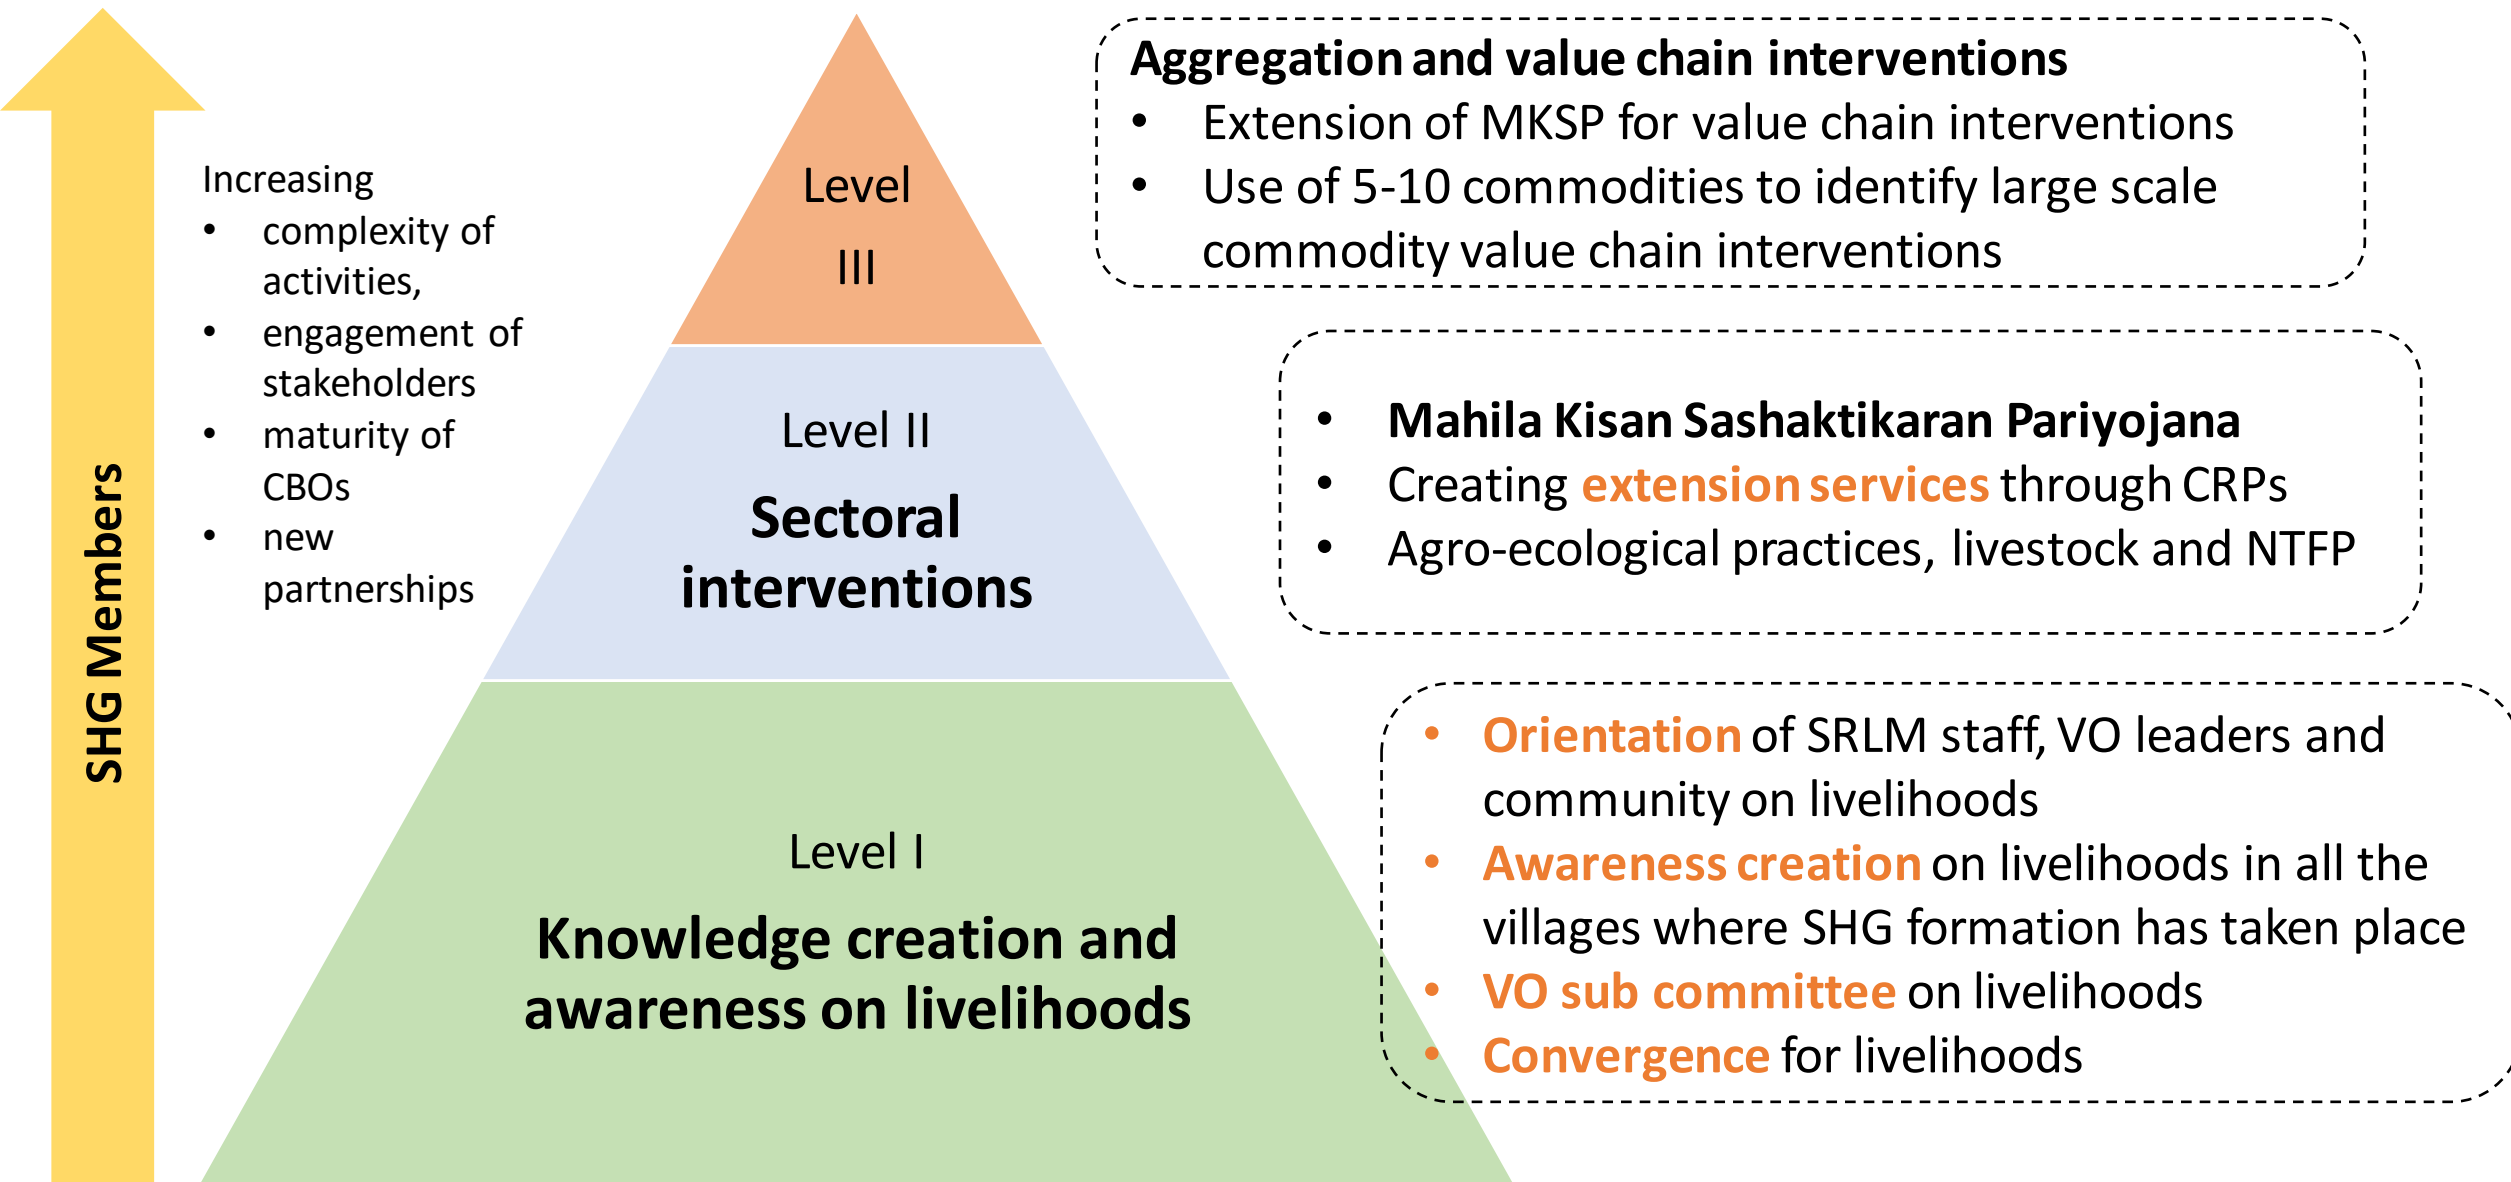 SHG Members
Increasing
• complexity of
activities,
• engagement of
stakeholders
• maturity of
CBOs
• new
partnerships
Level
III
Level II
Sectoral
interventions
Level I
Knowledge creation and
awareness on livelihoods
Aggregation and value chain interventions
• Extension of MKSP for value chain interventions
• Use of 5-10 commodities to identify large scale
commodity value chain interventions
• Mahila Kisan Sashaktikaran Pariyojana
• Creating extension services through CRPs
• Agro-ecological practices, livestock and NTFP
• Orientation of SRLM staff, VO leaders and
community on livelihoods
• Awareness creation on livelihoods in all the
villages where SHG formation has taken place
• VO sub committee on livelihoods
• Convergence for livelihoods